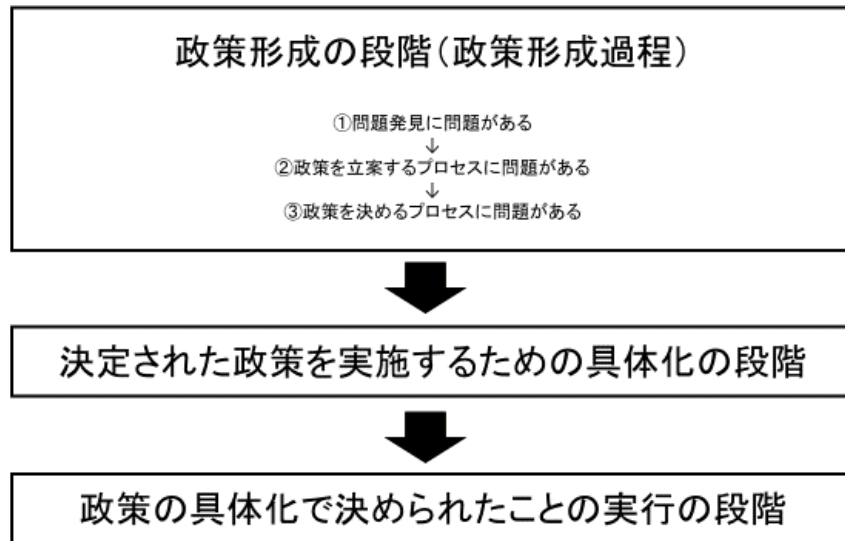 政策形成の段階(政策形成過程)
①問題発見に問題がある
↓
②政策を立案するプロセスに問題がある
↓
③政策を決めるプロセスに問題がある
決定された政策を実施するための具体化の段階
政策の具体化で決められたことの実行の段階